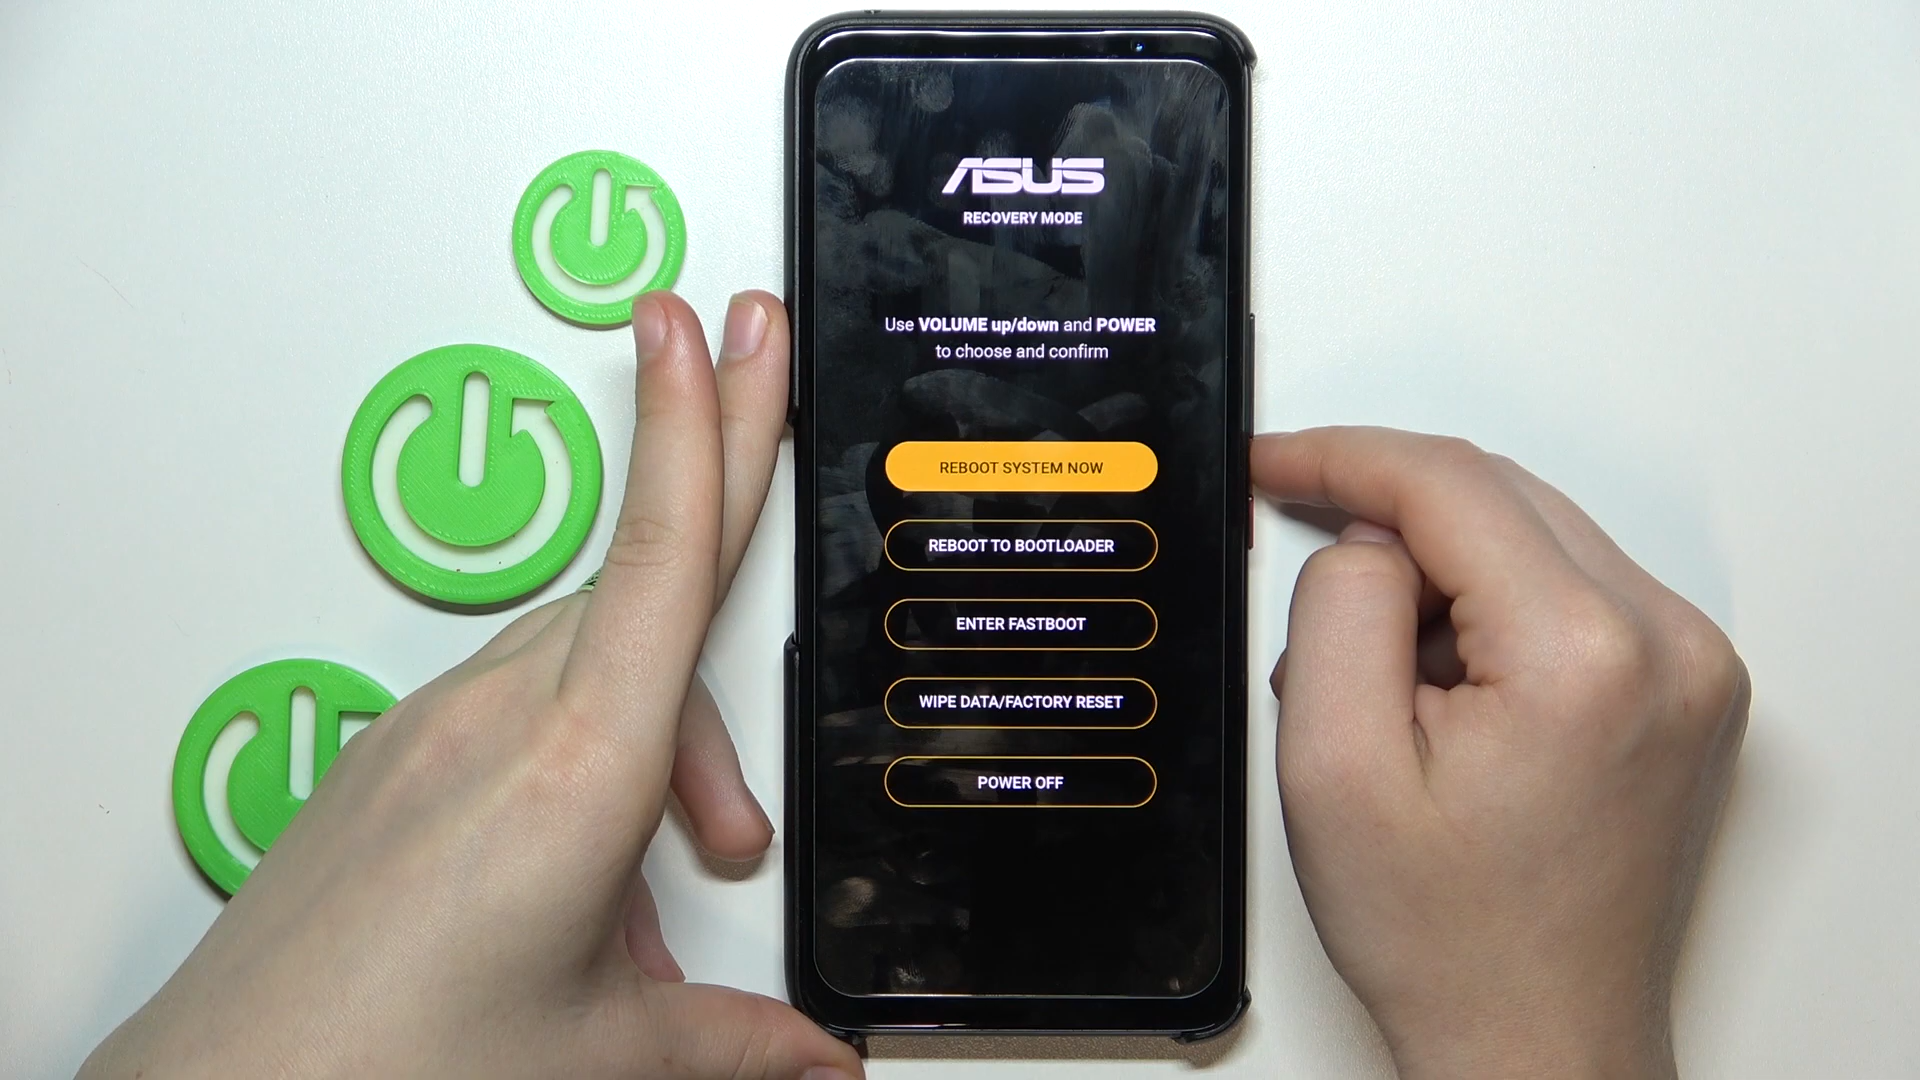 ASUS
RECOVERY MODE
Use VOLUME up/down and POWER
to choose and confirm
REBOOT SYSTEM NOW
REBOOT TO BOOTLOADER
ENTER FASTBOOT
WIPE DATA/FACTORY RESET
POWER OFF